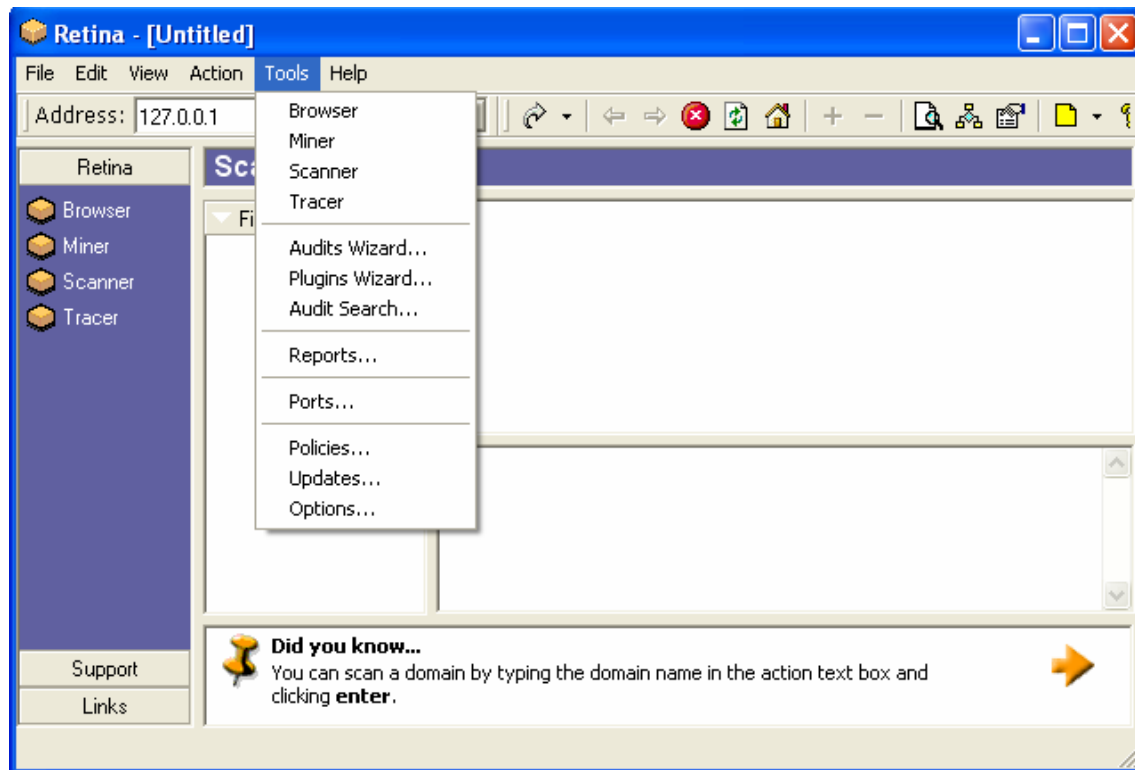 Retina - [Untitled]
File Edit View Action Tools Help
Address: 127.0.0.1
Retina
Browser
Miner
Scanner
Tracer
Support
Links
Browser
Miner
Scanner
Tracer
Audits Wizard...
Plugins Wizard...
Audit Search...
Reports...
Ports...
Policies...
Updates...
Options...
Did you know...
You can scan a domain by typing the domain name in the action text box and
clicking enter.